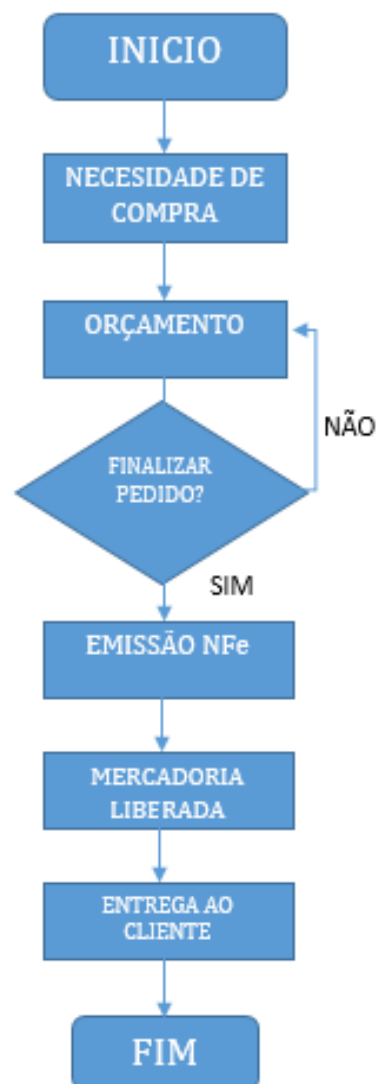 INICIO
NECESIDADE DE
COMPRA
ORÇAMENTO
NÃO
FINALIZAR
PEDIDO?
SIM
EMISSÃO NFe
MERCADORIA
LIBERADA
ENTREGA AO
CLIENTE
FIM